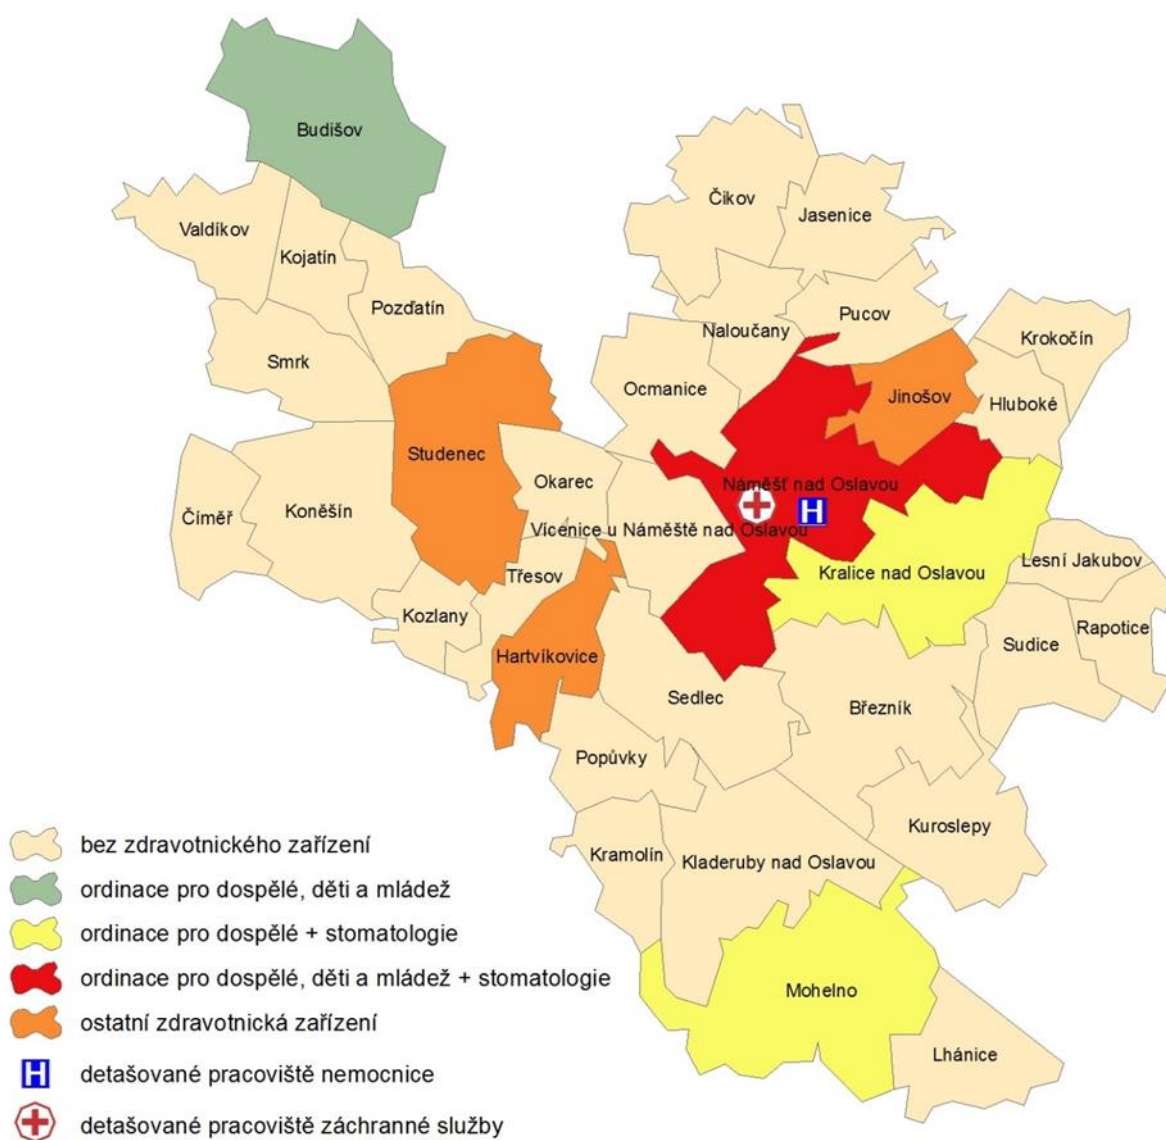 Budišov
Čikov
Valdíkov
Jasenice
Kojatín
Pozďatín
Pucov
Naloučany
Krokočín
Smrk
Ocmanice
Jinošov
Hluboké
Studenec
Okarec
Náměšť nad Oslavou
H
Číměř
Koněšín
Vícenice u Náměště nad Oslavou
Lesní Jakubov
Třesov
Kralice nad Oslavou
Kozlany
Rapotice
Sudice
Hartvíkovice
Sedlec
Březník
Popůvky
Kuroslepy
Kramolín
Kladeruby nad Oslavou
Mohelno
Lhánice
bez zdravotnického zařízení
ordinace pro dospělé, děti a mládež
ordinace pro dospělé + stomatologie
ordinace pro dospělé, děti a mládež + stomatologie
ostatní zdravotnická zařízení
H detašované pracoviště nemocnice
detašované pracoviště záchranné služby